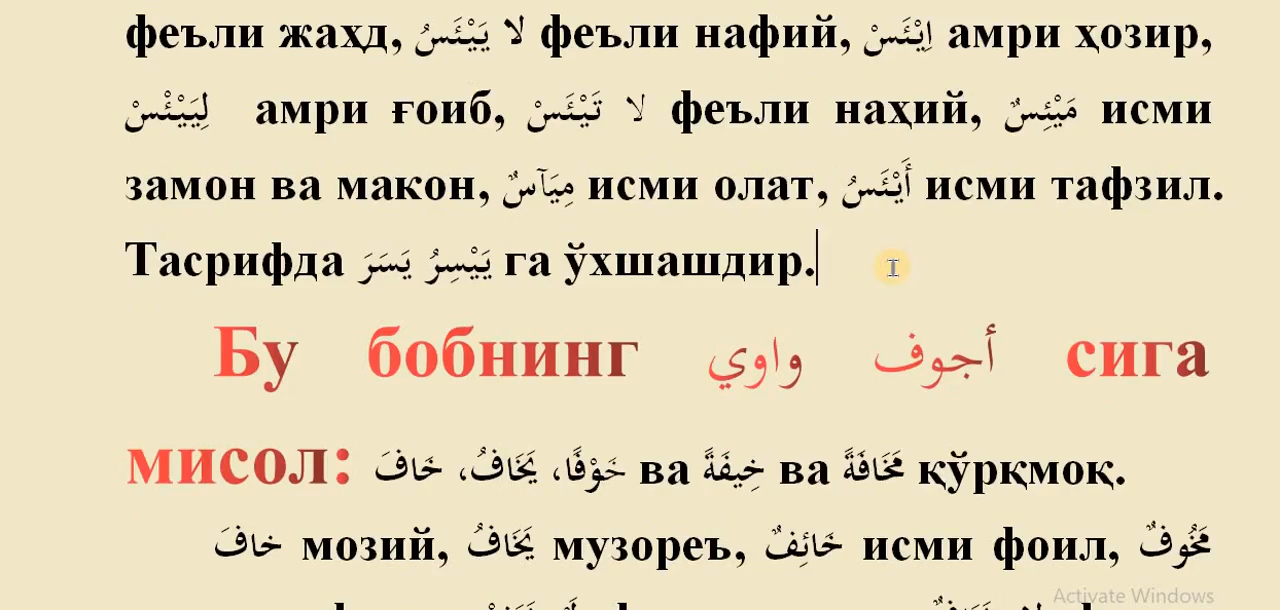 феъли жаҳд, لا يَيْئَسُ феъли нафий, اِيْئَسْ амри ҳозир,
لِيَيْئْسْ амри ғоиб, لا تَيْئَسْ феъли наҳий, مَيْئِسٌ исми
замон ва макон, مِيَآسٌ исми олат, أَيْئَسُ исми тафзил.
Тасрифда يَيْسِرُ يَسَرَ га ўхшашдир.
Бу бобнинг واوي أجوف сига
мисол: خَوْفًا، يَخَافُ، خَافَ ва خِيفَةً ва مَخَافَةً қўрқмоқ.
خافَ мозий, يَخَافُ музореъ, خَائِفٌ исми фоил, مَخُوفٌ
Activate Windows